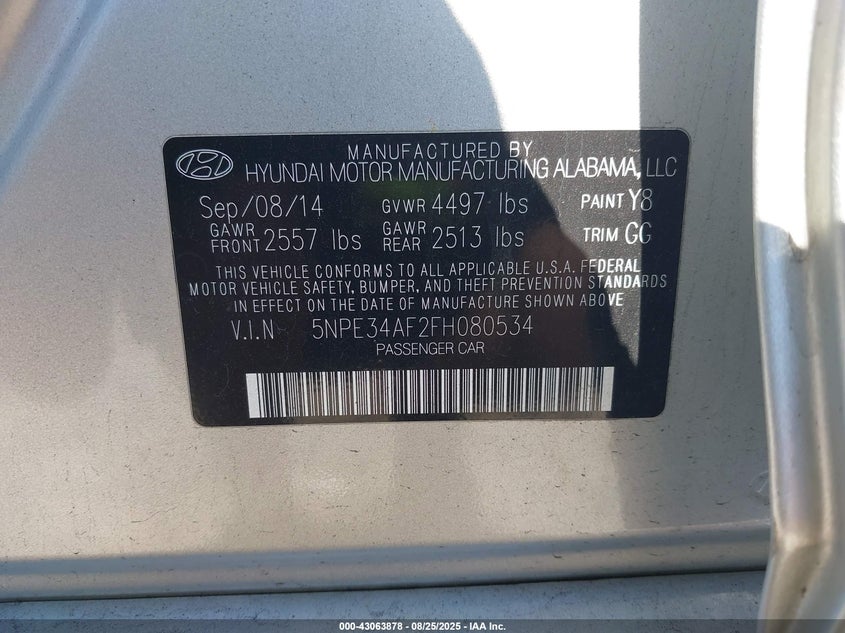 MANUFACTURED BY
HYUNDAI MOTOR MANUFACTURING ALABAMA, LLC
Sep/08/14 GVWR 4497 lbs PAINT Y8
GAWR FRONT 2557 lbs GAWR REAR 2513 lbs TRIM GG
THIS VEHICLE CONFORMS TO ALL APPLICABLE U.S.A. FEDERAL
MOTOR VEHICLE SAFETY, BUMPER, AND THEFT PREVENTION STANDARDS
IN EFFECT ON THE DATE OF MANUFACTURE SHOWN ABOVE
V.I.N 5NPE34AF2FH080534
PASSENGER CAR
000-43063878 - 08/25/2025 - IAA Inc.